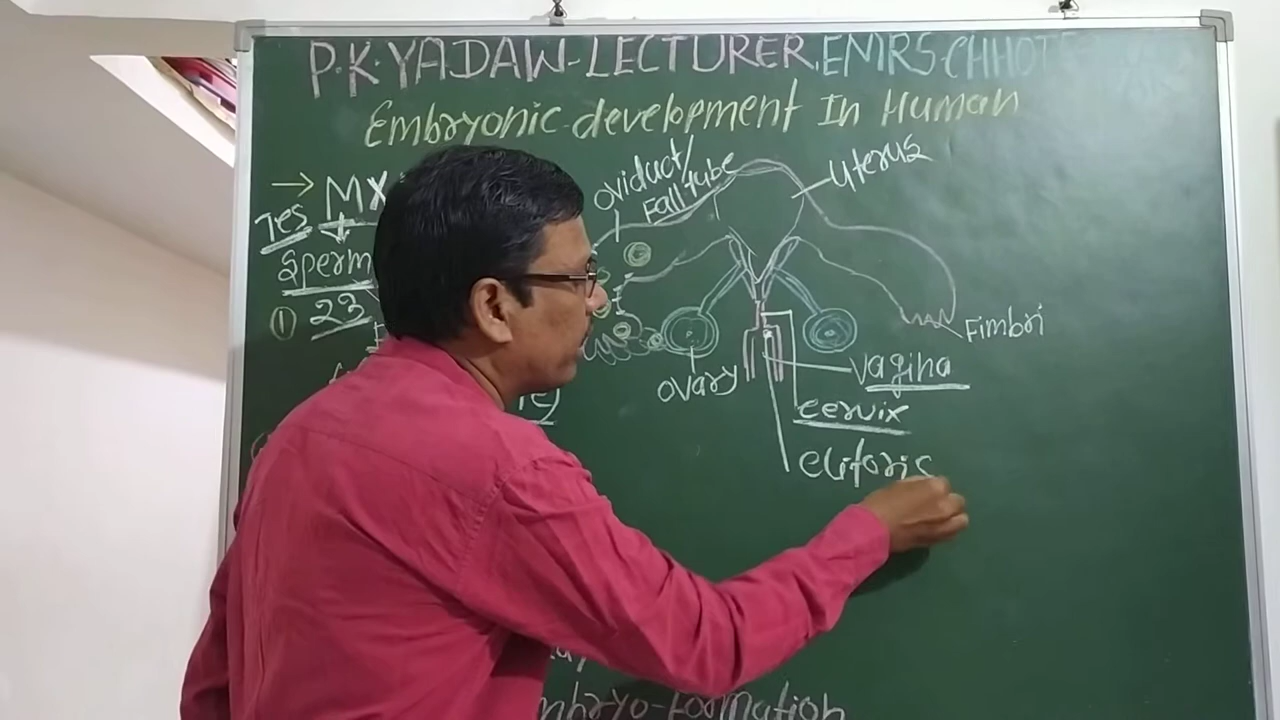 P.K.YADAW-LECTURER, EMRS CHHOT
Embryonic development In Human
→ MX
Tes
Sperm
① 23
Oviduct/
Fall tube
Uterus
Fimbri
Ovary
Vagina
Cervix
Clitoris
mbryo-formation